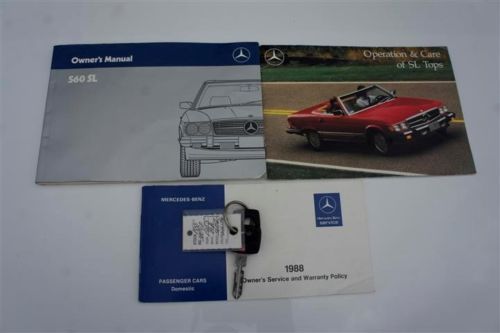 Owner's Manual
560 SL
Operation & Care
of SL Tops
MERCEDES-BENZ
Mercedes-Benz
service
PASSENGER CARS
Domestic
1988
Owner's Service and Warranty Policy